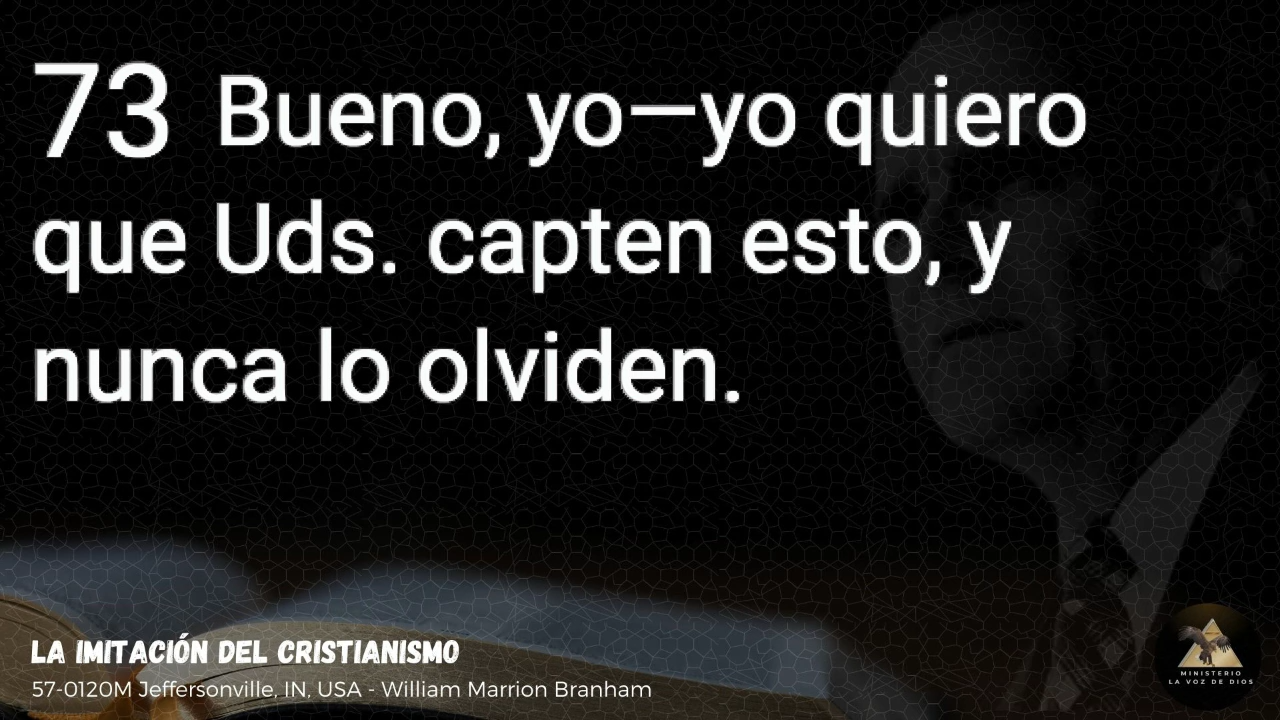 73 Bueno, yo—yo quiero
que Uds. capten esto, y
nunca lo olviden.
LA IMITACIÓN DEL CRISTIANISMO
57-0120M Jeffersonville, IN, USA - William Marrion Branham
MINISTERIO
LA VOZ DE DIOS